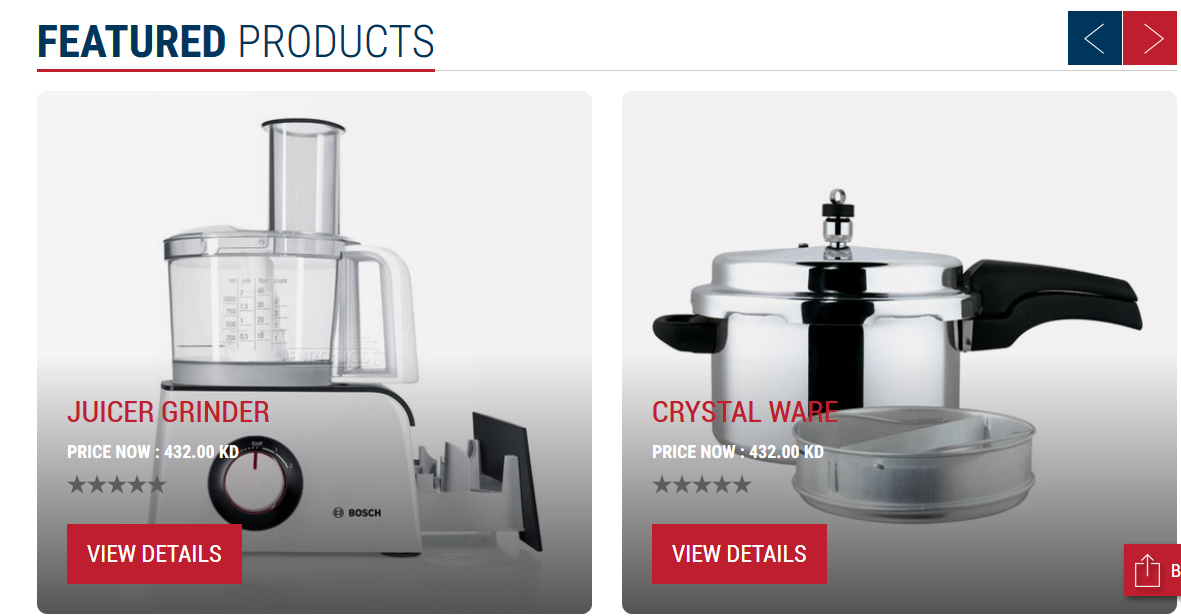 FEATURED PRODUCTS
JUICER GRINDER
PRICE NOW : 432.00 KD
BOSCH
VIEW DETAILS
CRYSTAL WARE
PRICE NOW : 432.00 KD
VIEW DETAILS
B